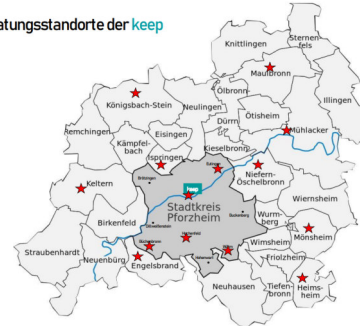 atungsstandorte der keep
Sternen-
fels
Knittlingen
Maulbronn
Ölbronn-
Dürrn
Illingen
Königsbach-Stein
Neulingen
Ötisheim
Mühlacker
Remchingen
Eisingen
Kämpfel-
bach
Kieselbronn
Ispringen
Niefern-
Öschelbronn
Keltern
keep
Stadtkreis
Pforzheim
Wiernsheim
Birkenfeld
Wurm-
berg
Mönsheim
Straubenhardt
Neuenbürg
Engelsbrand
Wimsheim
Friolzheim
Heims-
heim
Tiefen-
bronn
Neuhausen